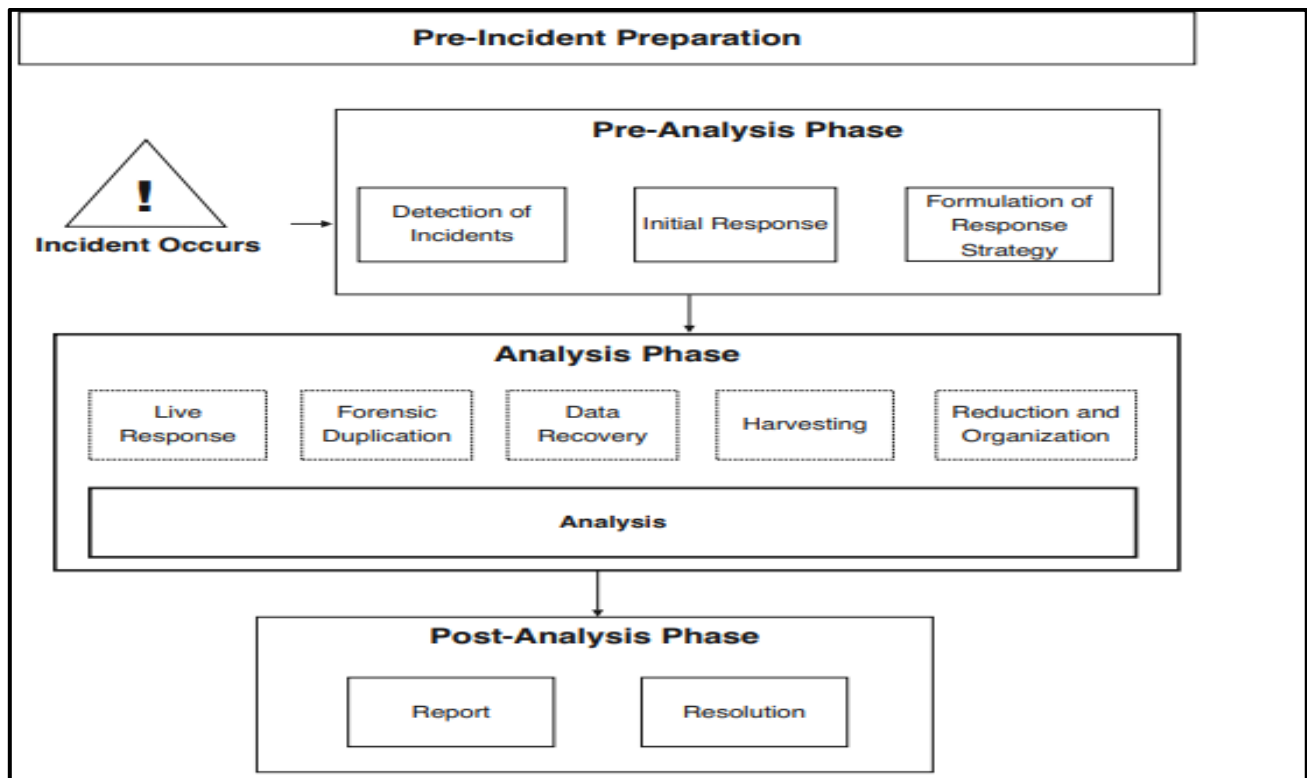 Pre-Incident Preparation
Pre-Analysis Phase
!
Incident Occurs
Detection of
Incidents
Initial Response
Formulation of
Response
Strategy
Analysis Phase
Live
Response
Forensic
Duplication
Data
Recovery
Harvesting
Reduction and
Organization
Analysis
Post-Analysis Phase
Report
Resolution